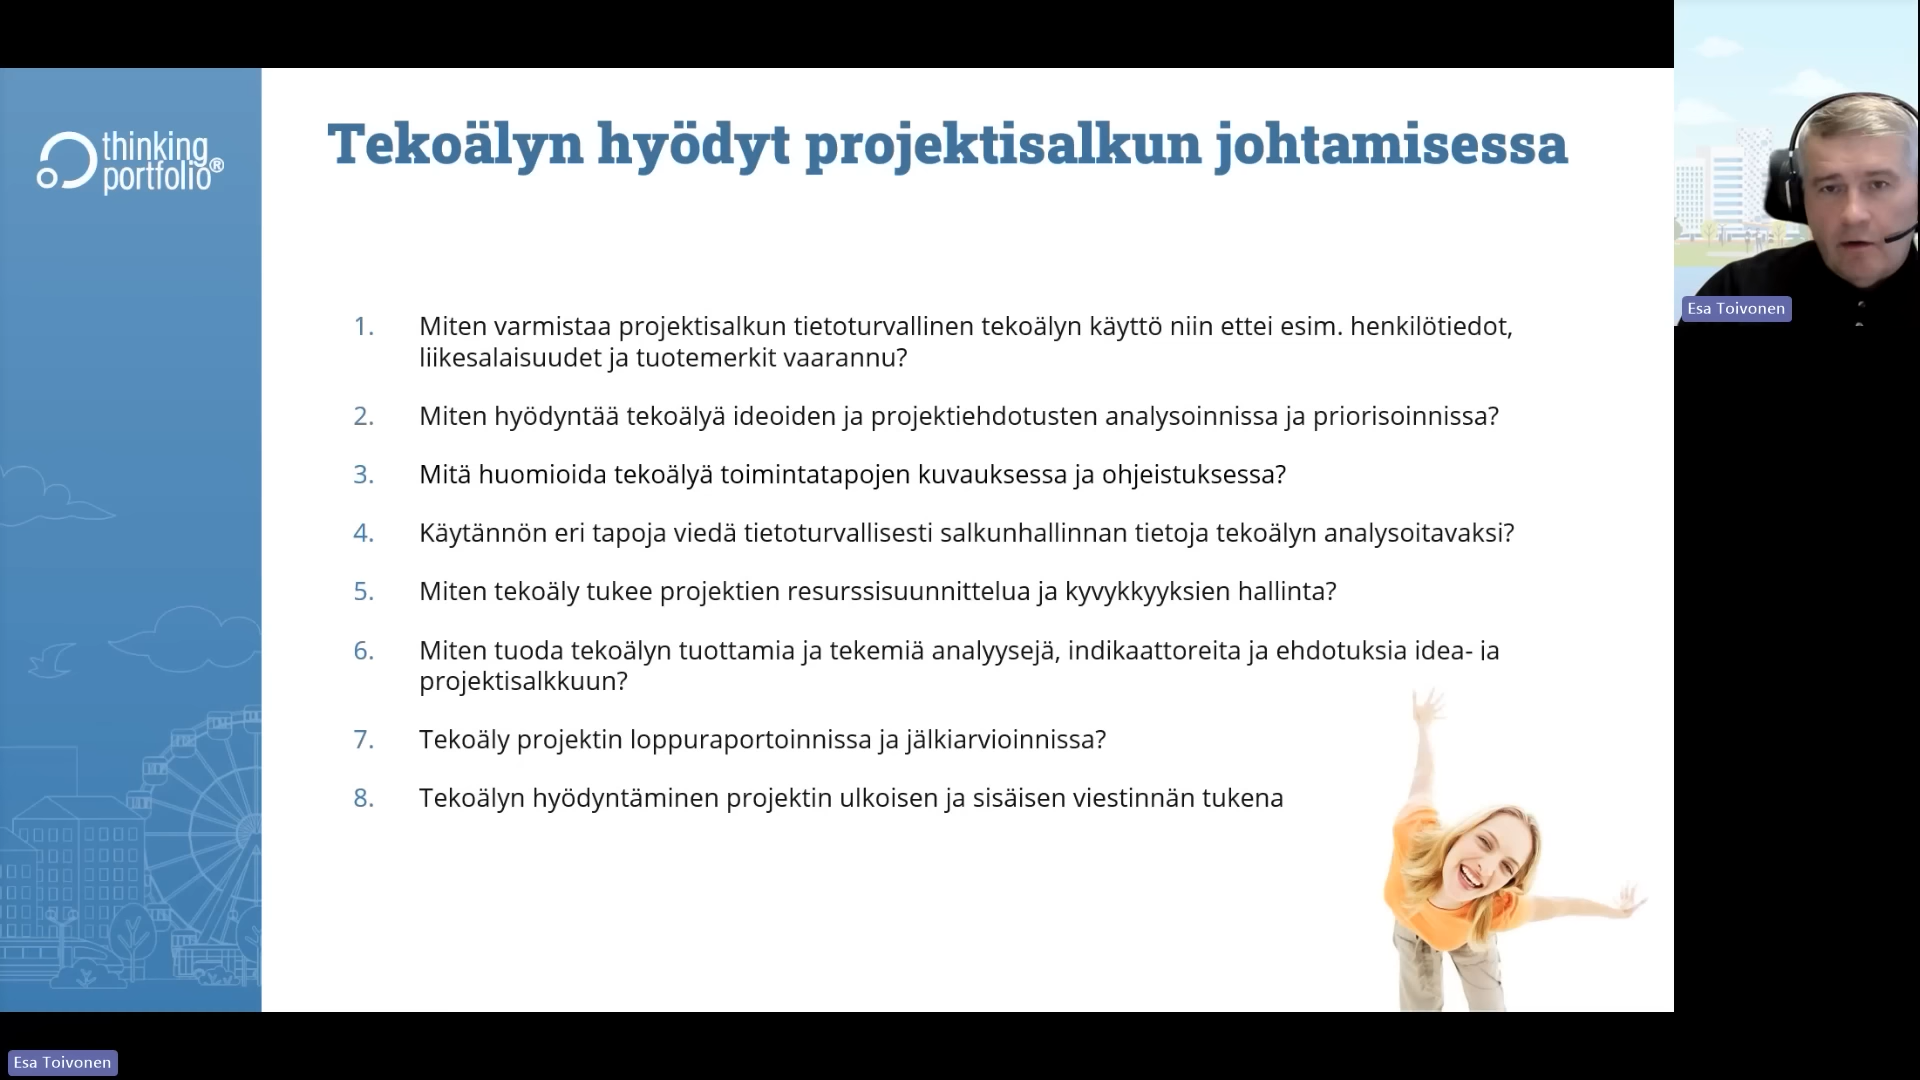 thinking
portfolio®
Tekoälyn hyödyt projektisalkun johtamisessa
1. Miten varmistaa projektisalkun tietoturvallinen tekoälyn käyttö niin ettei esim. henkilötiedot,
liikesalaisuudet ja tuotemerkit vaarannu?
2. Miten hyödyntää tekoälyä ideoiden ja projektiehdotusten analysoinnissa ja priorisoinnissa?
3. Mitä huomioida tekoälyä toimintatapojen kuvauksessa ja ohjeistuksessa?
4. Käytännön eri tapoja viedä tietoturvallisesti salkunhallinnan tietoja tekoälyn analysoitavaksi?
5. Miten tekoäly tukee projektien resurssisuunnittelua ja kyvykkyyksien hallinta?
6. Miten tuoda tekoälyn tuottamia ja tekemiä analyysejä, indikaattoreita ja ehdotuksia idea- ja
projektisalkkuun?
7. Tekoäly projektin loppuraportoinnissa ja jälkiarvioinnissa?
8. Tekoälyn hyödyntäminen projektin ulkoisen ja sisäisen viestinnän tukena
Esa Toivonen
Esa Toivonen